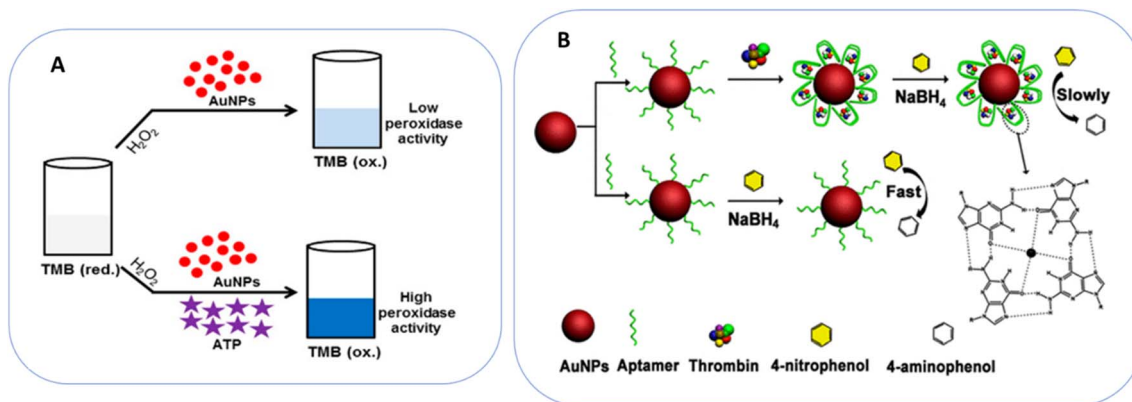 A
AuNPs
H₂O₂
Low
peroxidase
activity
TMB (ox.)
TMB (red.)
H₂O₂
AuNPs
ATP
High
peroxidase
activity
TMB (ox.)
B
NaBH₄
Slowly
NaBH₄
Fast
AuNPs Aptamer Thrombin 4-nitrophenol 4-aminophenol